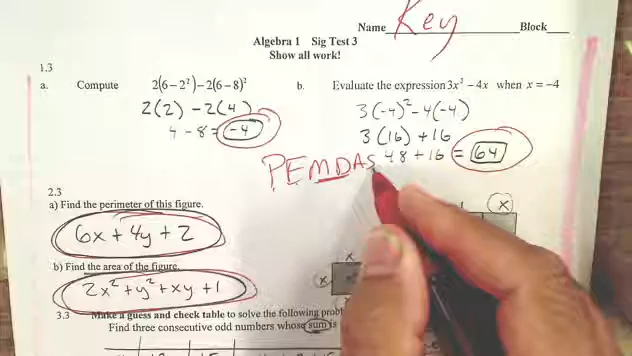 Name Key Block
Algebra 1 Sig Test 3
Show all work!
1.3
a. Compute 2(6−2²)−2(6−8)²
2(2) −2(4)
4 −8 = −4
b. Evaluate the expression 3x² − 4x when x = −4
3(-4)² −4(-4)
3(16) +16
48 +16 = 64
PEMDAS
2.3
a) Find the perimeter of this figure.
6x + 4y + 2
x
b) Find the area of the figure.
x
x
2x² + y² + xy + 1
3.3 Make a guess and check table to solve the following
Find three consecutive odd numbers whose sum is